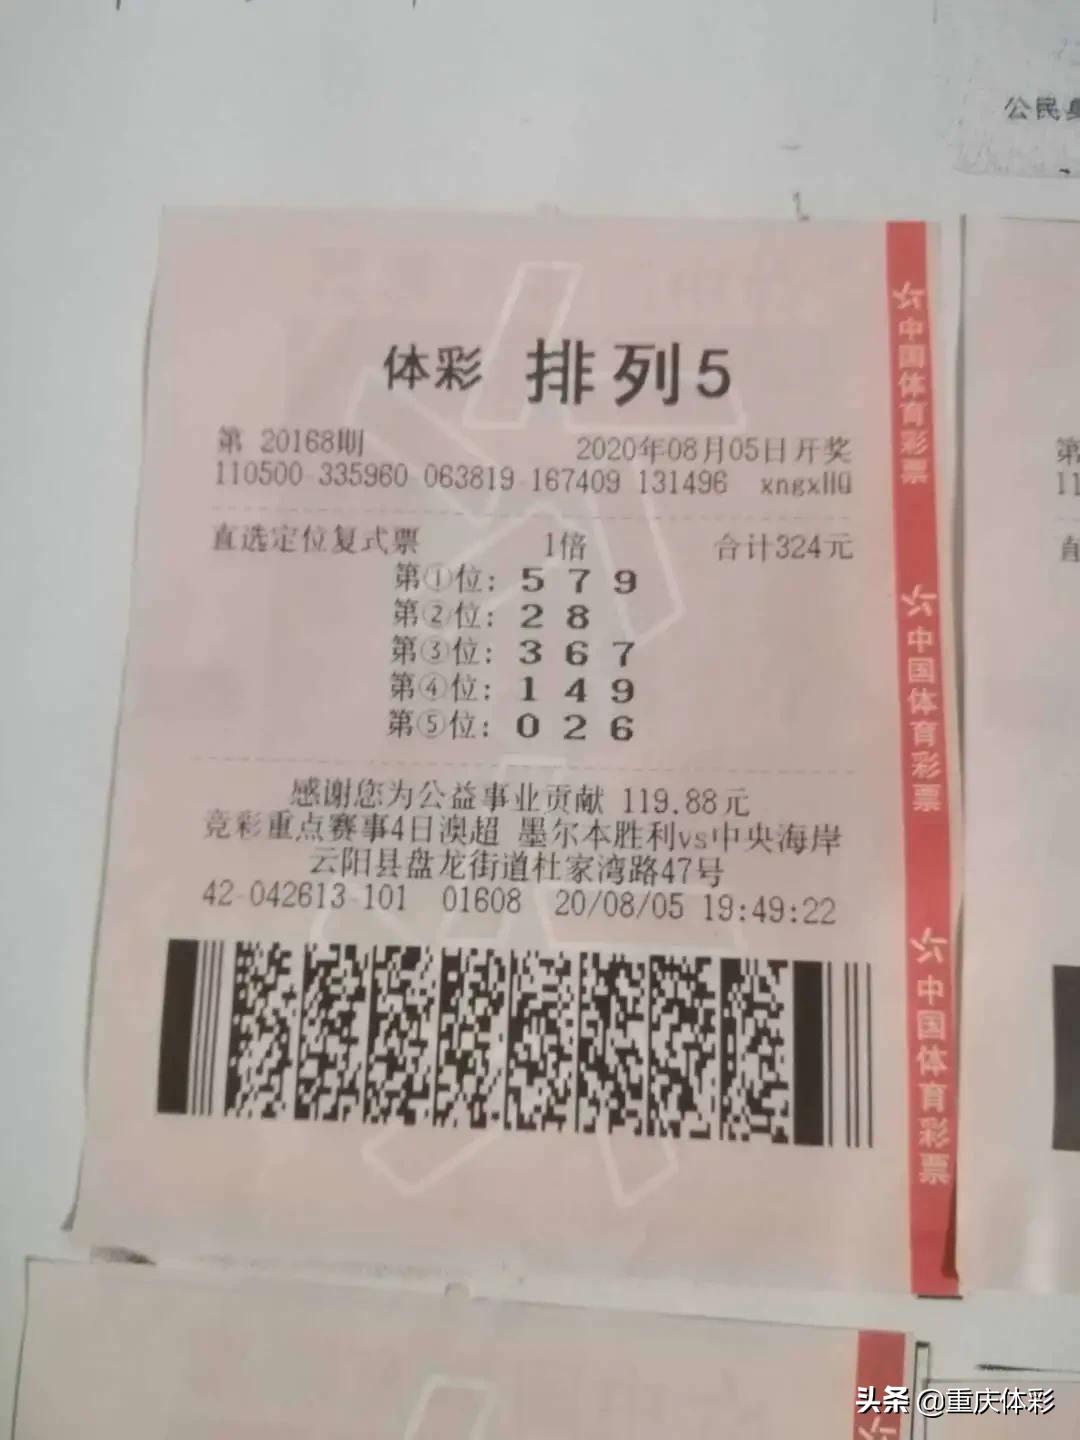 公民身
体彩 排列5
第 20168期 2020年08月05日开奖
110500 335960 063819 167409 131496
直选定位复式票 1倍 合计324元
第①位: 5 7 9
第②位: 2 8
第③位: 3 6 7
第④位: 1 4 9
第⑤位: 0 2 6
感谢您为公益事业贡献 119.88元
竞彩重点赛事4日澳超 墨尔本胜利vs中央海岸
云阳县盘龙街道杜家湾路47号
42-042613-101 01608 20/08/05 19:49:22
中国体育彩票
中国体育彩票
中国体育彩票
第
11
头条 @重庆体彩